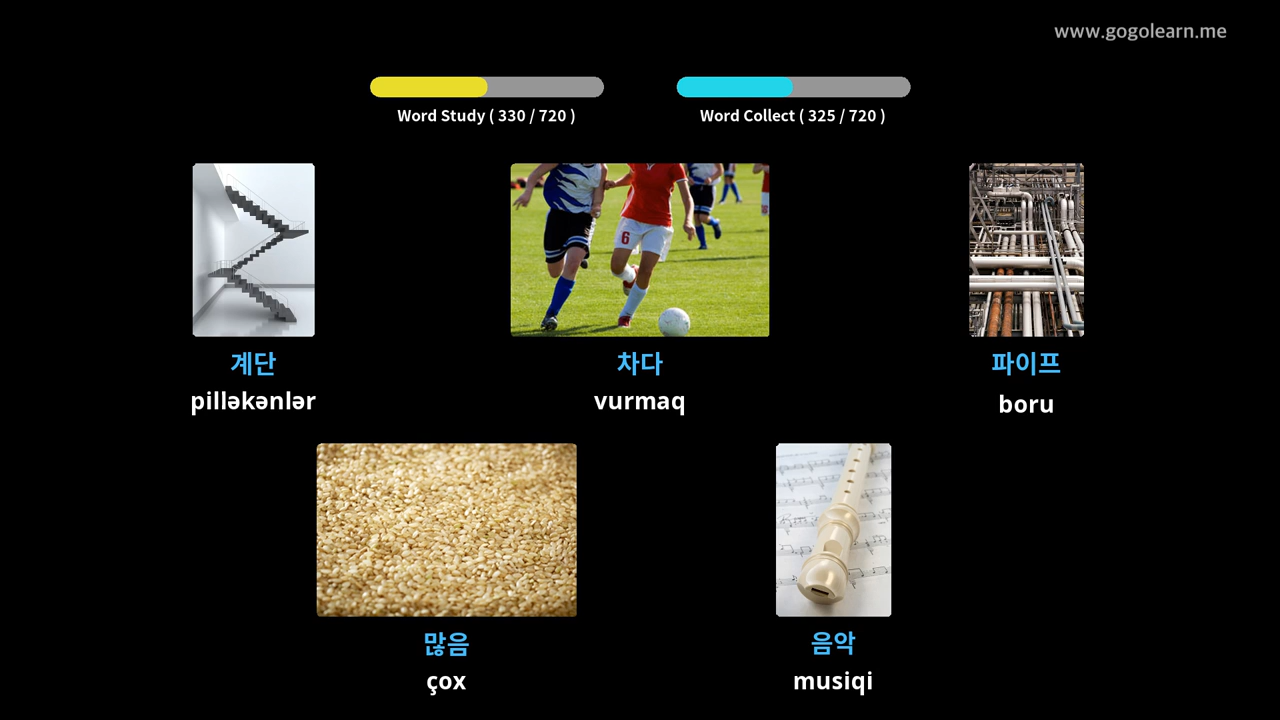 www.gogolearn.me
Word Study ( 330 / 720 )
Word Collect ( 325 / 720 )
계단
pilləkənlər
차다
vurmaq
파이프
boru
많음
çox
음악
musiqi